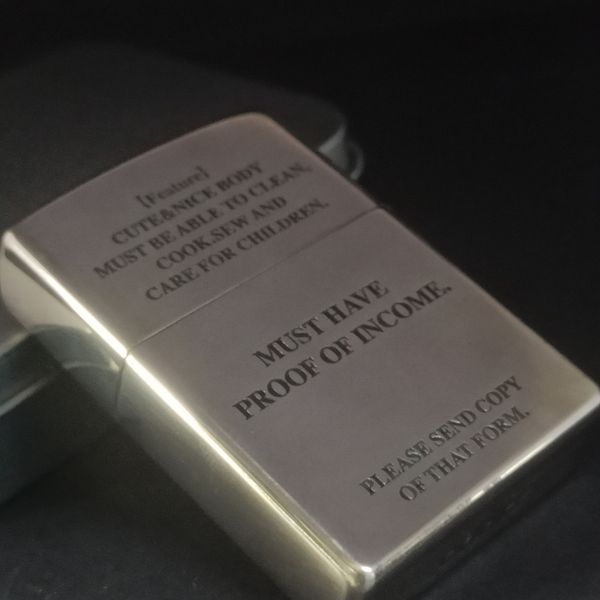 [Feature]
CUTE&NICE BODY
MUST BE ABLE TO CLEAN,
COOK.SEW AND
CARE FOR CHILDREN.
MUST HAVE
PROOF OF INCOME.
PLEASE SEND COPY
OF THAT FORM.